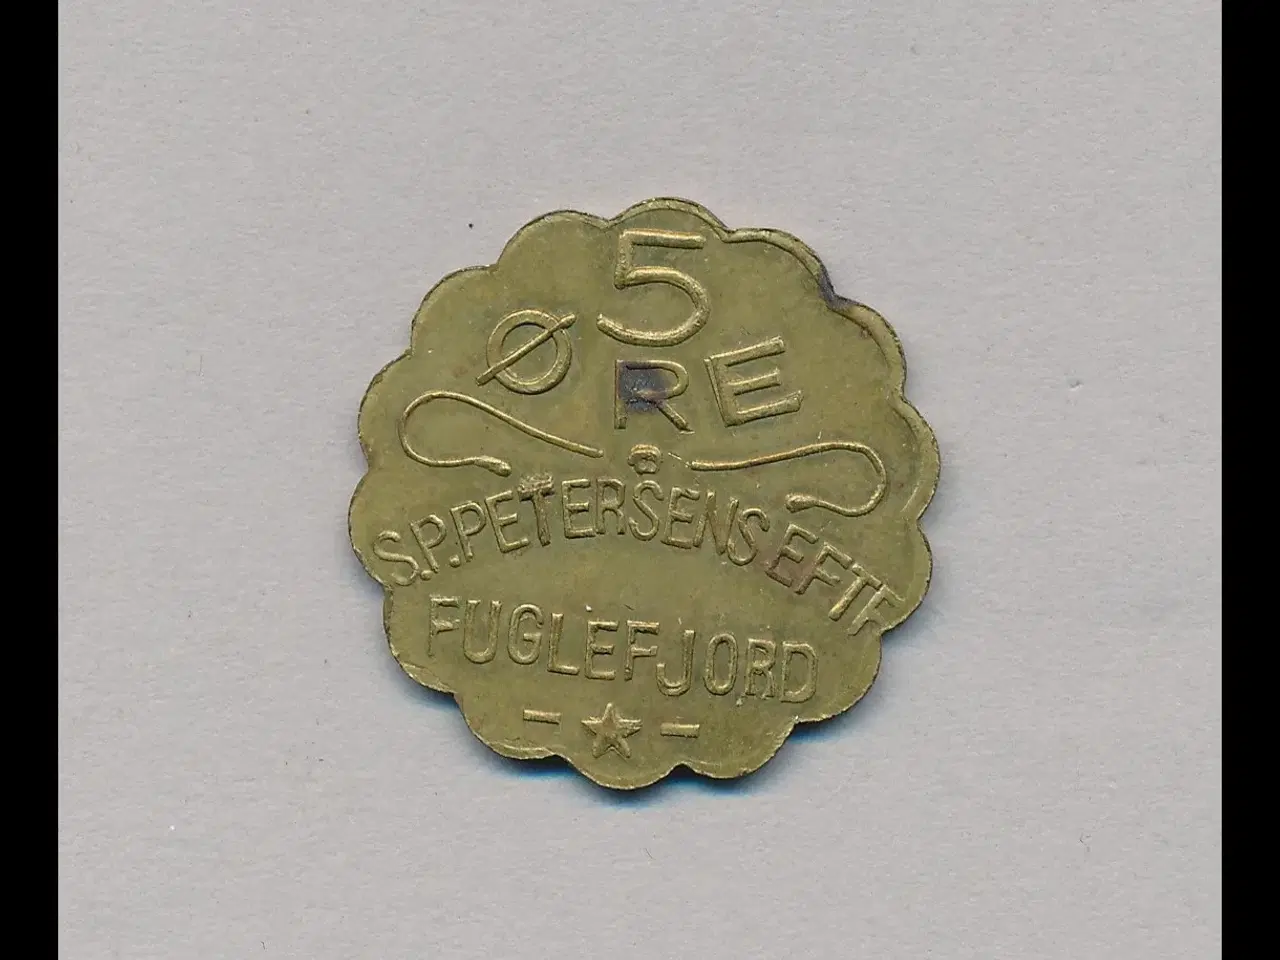 5
ØRE
S.P. PETERSENS EFTF
FUGLEFJORD